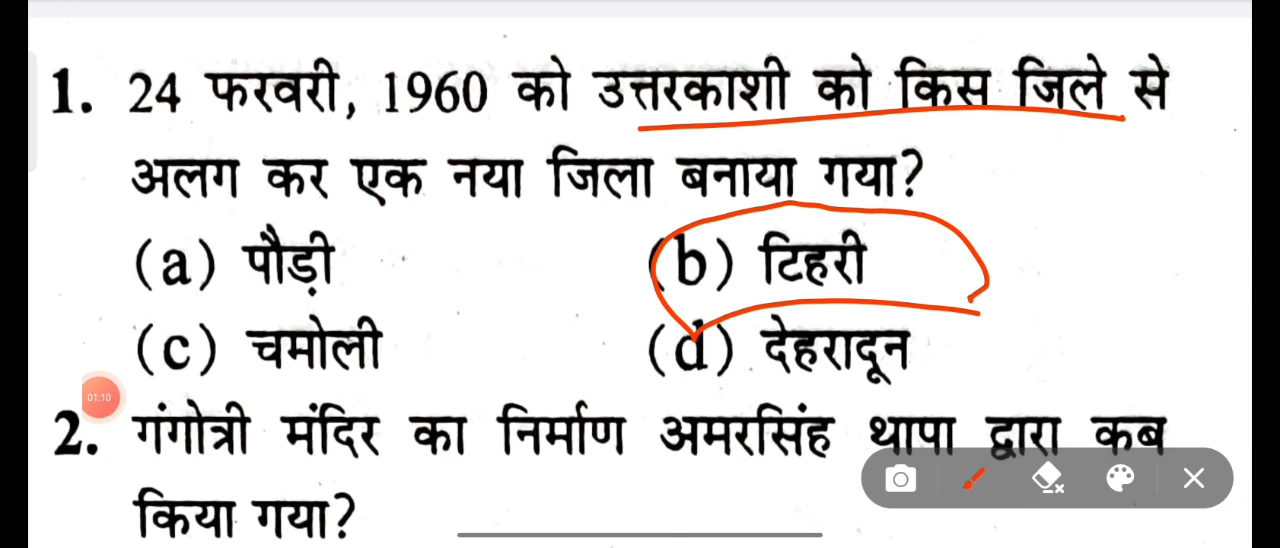 1. 24 फरवरी, 1960 को उत्तरकाशी को किस जिले से
अलग कर एक नया जिला बनाया गया?
(a) पौड़ी (b) टिहरी
(c) चमोली (d) देहरादून
01:10
2. गंगोत्री मंदिर का निर्माण अमरसिंह थापा द्वारा कब
किया गया?